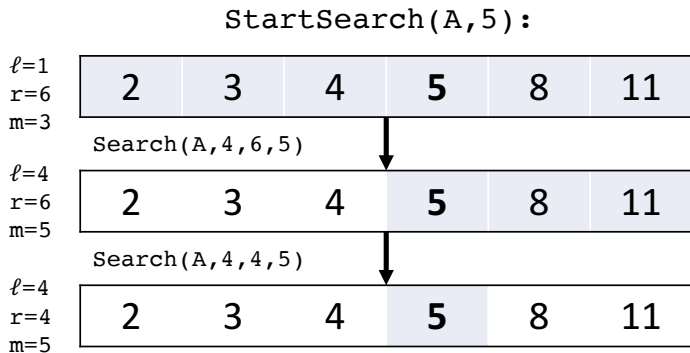 StartSearch(A,5):
ℓ=1
r=6
m=3
2 3 4 5 8 11
Search(A,4,6,5)
ℓ=4
r=6
m=5
2 3 4 5 8 11
Search(A,4,4,5)
ℓ=4
r=4
m=5
2 3 4 5 8 11